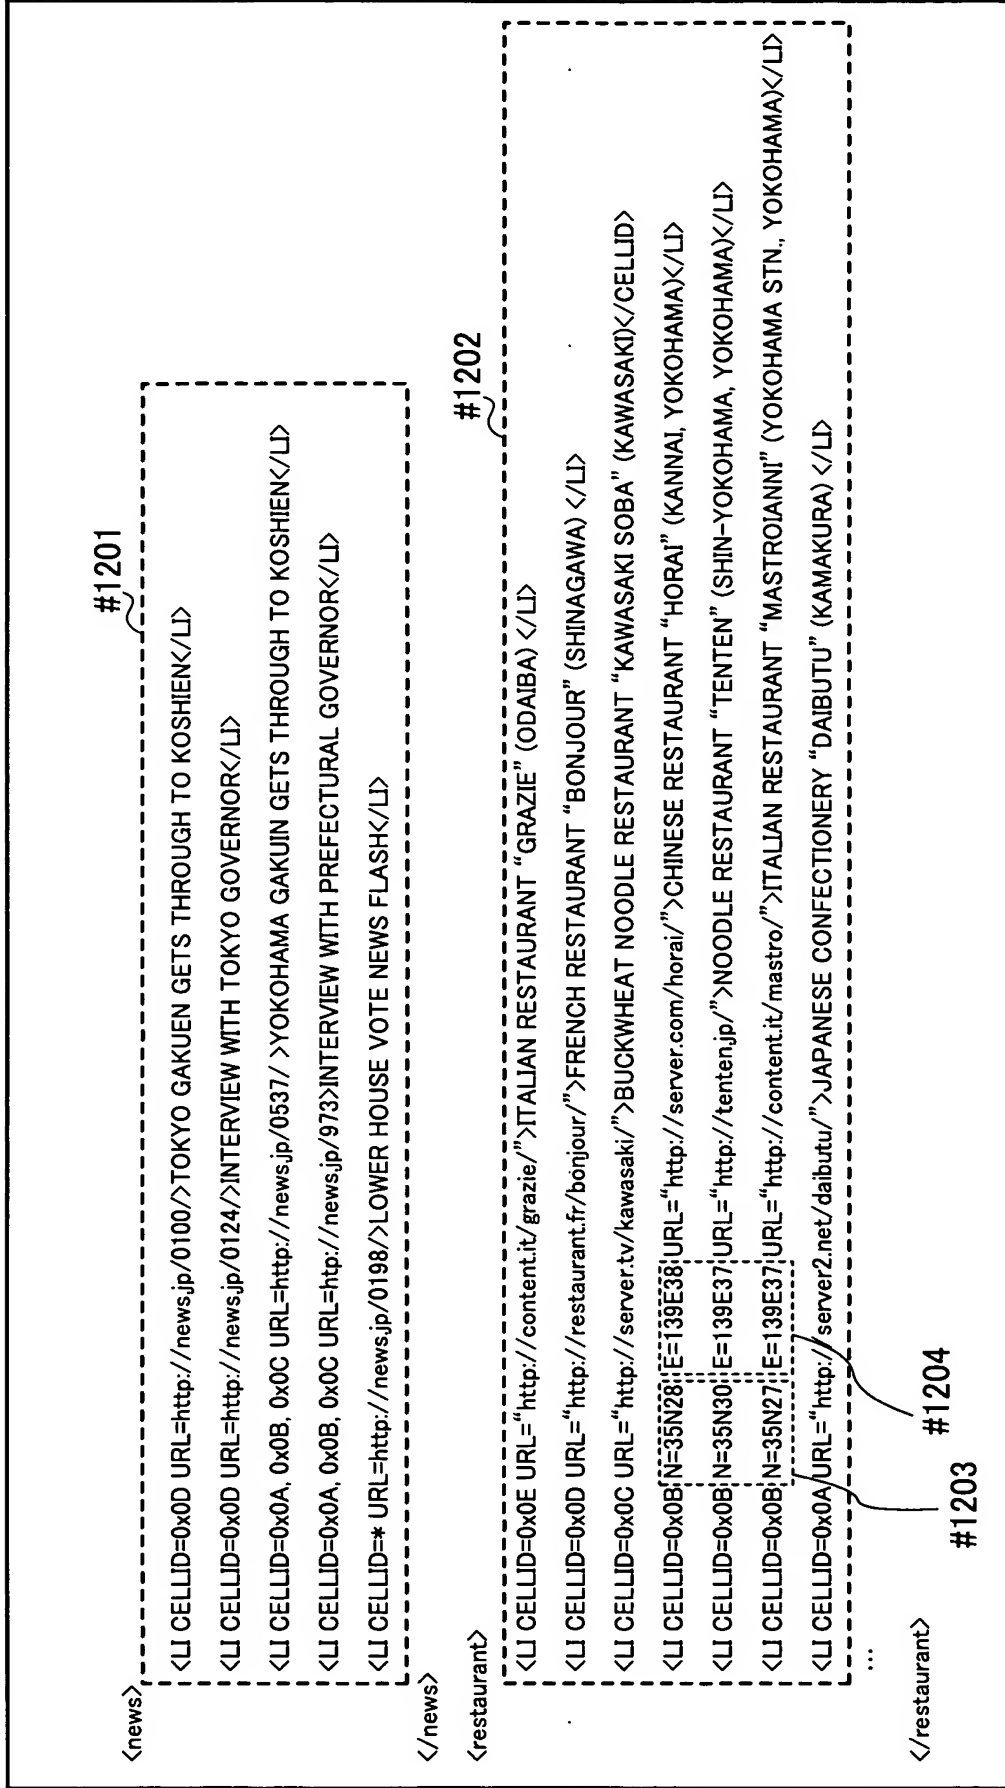 <news>
#1201
<LI CELLID=0x0D URL=http://news.jp/0100/>TOKYO GAKUEN GETS THROUGH TO KOSHIEN</LI>
<LI CELLID=0x0D URL=http://news.jp/0124/>INTERVIEW WITH TOKYO GOVERNOR</LI>
<LI CELLID=0x0A, 0x0B, 0x0C URL=http://news.jp/0537/ >YOKOHAMA GAKUIN GETS THROUGH TO KOSHIEN</LI>
<LI CELLID=0x0A, 0x0B, 0x0C URL=htp://news.jp/973>INTERVIEW WITH PREFECTURAL GOVERNOR</LI>
<LI CELLID=* URL=http://news.jp/0198/>LOWER HOUSE VOTE NEWS FLASH</LI>
</news>
<restaurant>
#1202
<LI CELLID=0x0E URL="http://content.it/grazie/">ITALIAN RESTAURANT "GRAZIE" (ODAIBA) </LI>
<LI CELLID=0x0D URL="http://restaurant.fr/bonjour/">FRENCH RESTAURANT "BONJOUR" (SHINAGAWA) </LI>
<LI CELLID=0x0C URL="http://server.tv/kawasaki/">BUCKWHEAT NOODLE RESTAURANT "KAWASAKI SOBA" (KAWASAKI)</CELLID>
<LI CELLID=0x0B N=35N28 E=139E38 URL="http://server.com/horai/">CHINESE RESTAURANT "HORAI" (KANNAI, YOKOHAMA)</LI>
<LI CELLID=0x0B N=35N30 E=139E37 URL="http://tenten.jp/">NOODLE RESTAURANT "TENTEN" (SHIN-YOKOHAMA, YOKOHAMA)</LI>
<LI CELLID=0x0B N=35N27 E=139E37 URL="http://content.it/mastro/">ITALIAN RESTAURANT "MASTROIANNI" (YOKOHAMA STN., YOKOHAMA)</LI>
<LI CELLID=0x0A URL="http://server2.net/daibutu/">JAPANESE CONFECTIONERY "DAIBUTU" (KAMAKURA) </LI>
...
</restaurant>
#1203
#1204